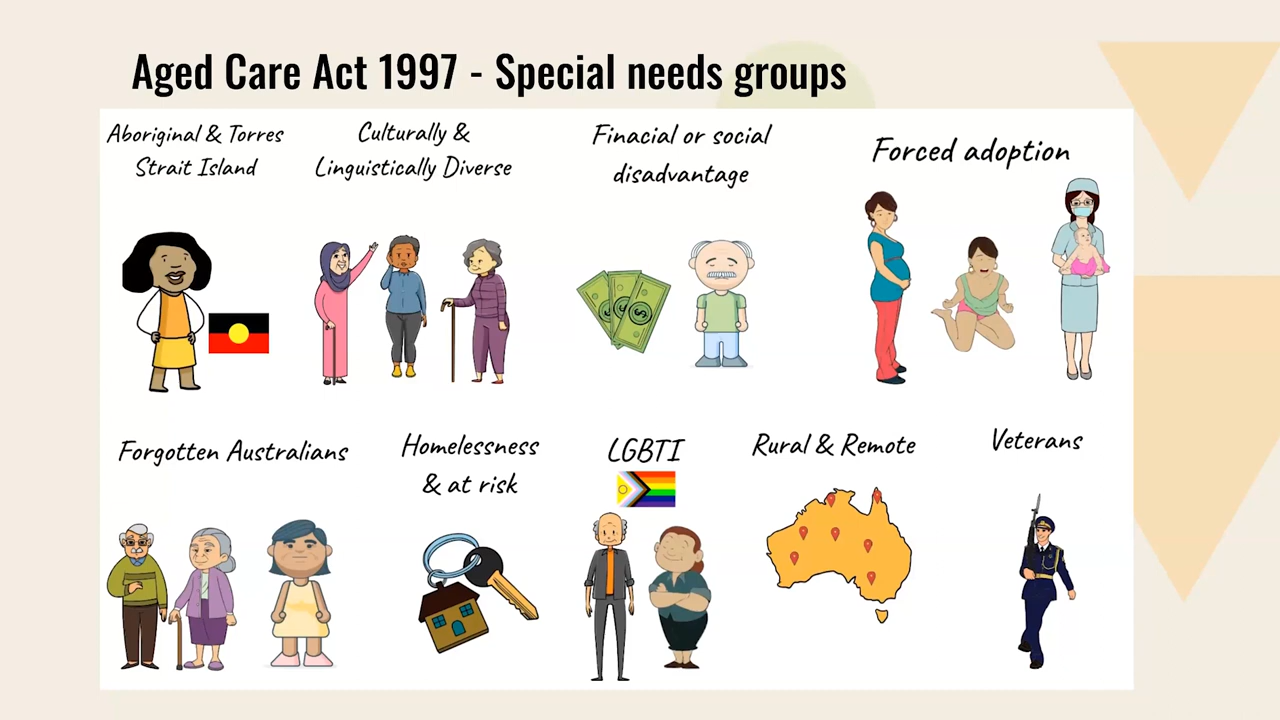 Aged Care Act 1997 - Special needs groups
Aboriginal & Torres
Strait Island
Culturally &
Linguistically Diverse
Finacial or social
disadvantage
Forced adoption
Forgotten Australians
Homelessness
& at risk
LGBTI
Rural & Remote
Veterans